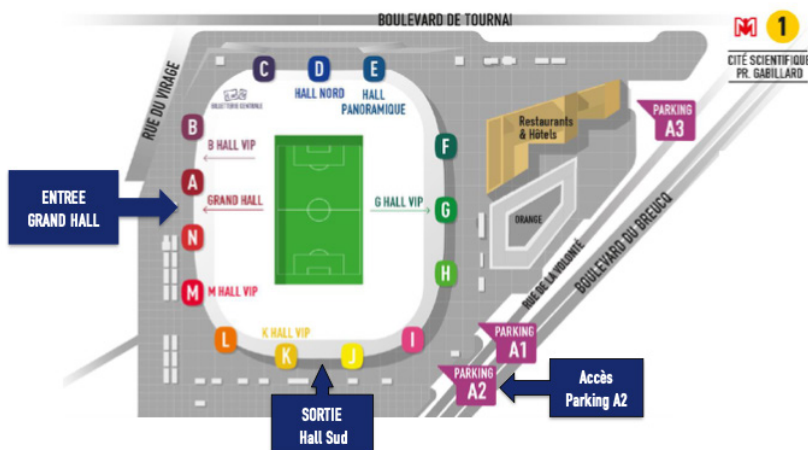 BOULEVARD DE TOURNAI
M 1
CITÉ SCIENTIFIQUE
PR. GABILLARD
RUE DU VIRAGE
C
D
E
BILLETTERIE CENTRALE
HALL NORD
HALL
PANORAMIQUE
PARKING
A3
Restaurants
& Hôtels
B
B HALL VIP
F
A
ENTREE
GRAND HALL
GRAND HALL
G HALL VIP
G
ORANGE
N
H
M
M HALL VIP
RUE DE LA VOLONTÉ
BOULEVARD DU BREUCQ
L
K HALL VIP
K
J
I
PARKING
A1
PARKING
A2
Accès
Parking A2
SORTIE
Hall Sud